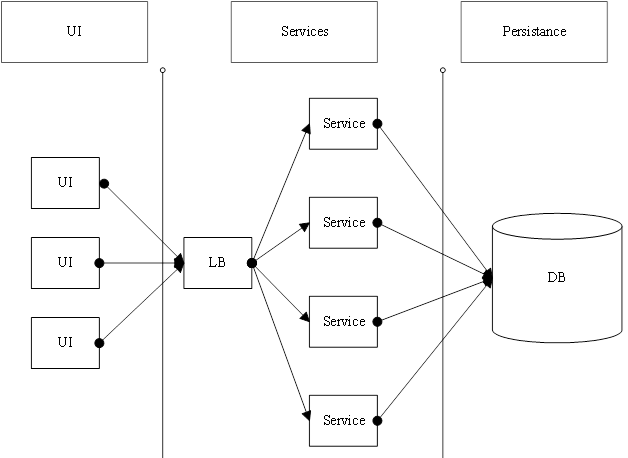 UI
Services
Persistance
Service
UI
Service
UI
LB
DB
Service
UI
Service